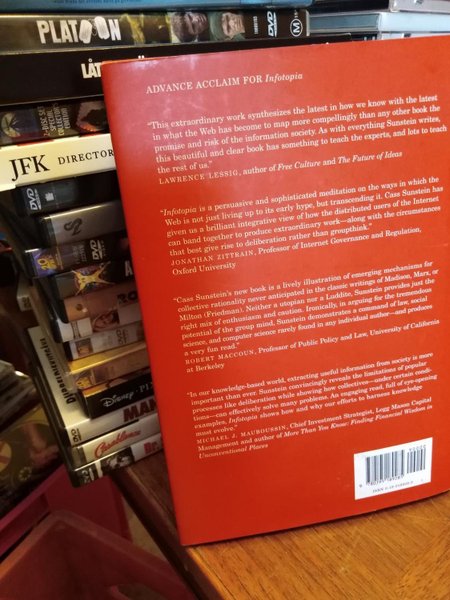 PLATOON
DVD
M
JFK DIRECTOR
DVD
DVD
DISNEY PIX
Casablanca
ADVANCE ACCLAIM FOR Infotopia
"This extraordinary work synthesizes the latest in how we know with the latest
in what the Web has become to map more compellingly than any other book the
promise and risk of the information society. As with everything Sunstein writes,
this beautiful and clear book has something to teach the experts, and lots to teach
the rest of us."
LAWRENCE LESSIG, author of Free Culture and The Future of Ideas
"Infotopia is a persuasive and sophisticated meditation on the ways in which the
Web is not just living up to its early hype, but transcending it. Cass Sunstein has
given us a brilliant integrative view of how the distributed users of the Internet
can band together to produce extraordinary work—along with the circumstances
that best give rise to deliberation rather than groupthink."
JONATHAN ZITTRAIN, Professor of Internet Governance and Regulation,
Oxford University
"Cass Sunstein's new book is a lively illustration of emerging mechanisms for
collective rationality never anticipated in the classic writings of Madison, Marx, or
Milton (Friedman). Neither a utopian nor a Luddite, Sunstein provides just the
right mix of enthusiasm and caution. Ironically, in arguing for the tremendous
potential of the group mind, Sunstein demonstrates a command of law, social
science, and computer science rarely found in any individual author—and produces
a very fun read."
ROBERT MACCOUN, Professor of Public Policy and Law, University of California
at Berkeley
"In our knowledge-based world, extracting useful information from society is more
important than ever. Sunstein convincingly reveals the limitations of popular
processes like deliberation while showing how collectives—under certain condi-
tions—can effectively solve many problems. An engaging read, full of eye-opening
examples, Infotopia shows how and why our efforts to harness knowledge
must evolve."
MICHAEL J. MAUBOUSSIN, Chief Investment Strategist, Legg Mason Capital
Management and author of More Than You Know: Finding Financial Wisdom in
Unconventional Places